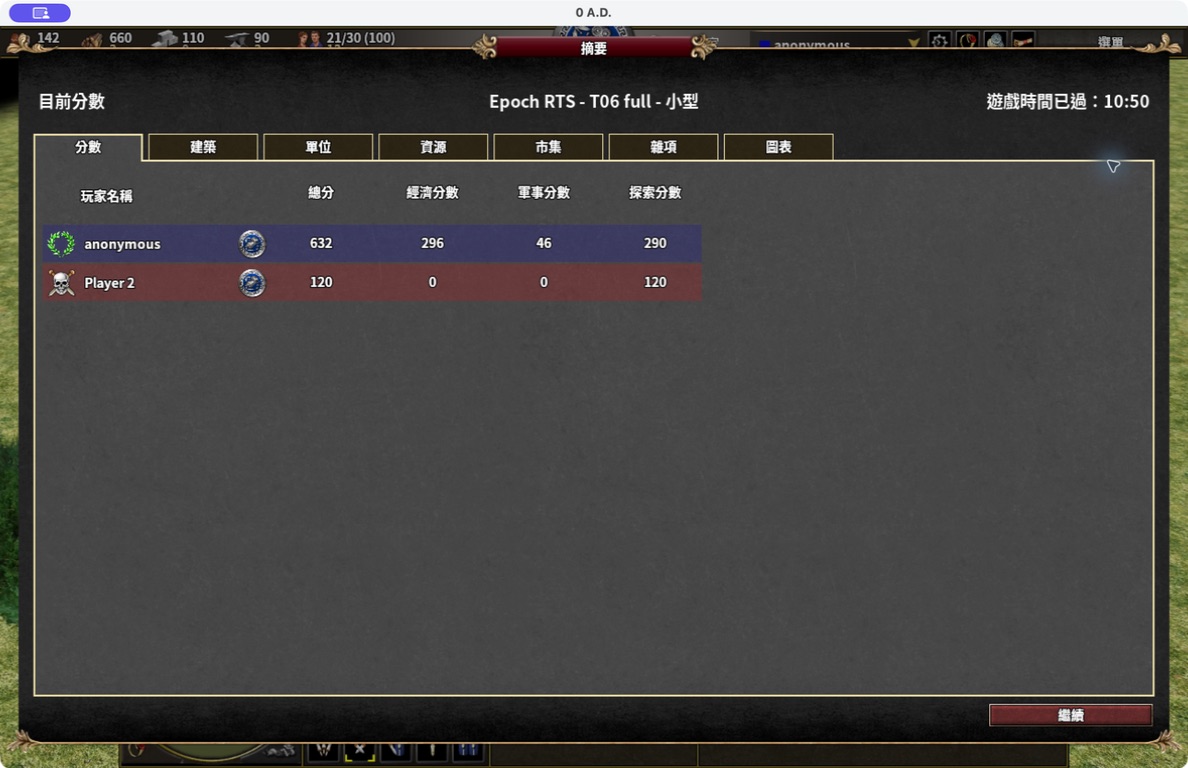 0 A.D.
142 660 110 90 21/30 (100) anonymous 選單
摘要
目前分數 Epoch RTS - T06 full - 小型 遊戲時間已過：10:50
分數 建築 單位 資源 市集 雜項 圖表
玩家名稱 總分 經濟分數 軍事分數 探索分數
anonymous 632 296 46 290
Player 2 120 0 0 120
繼續